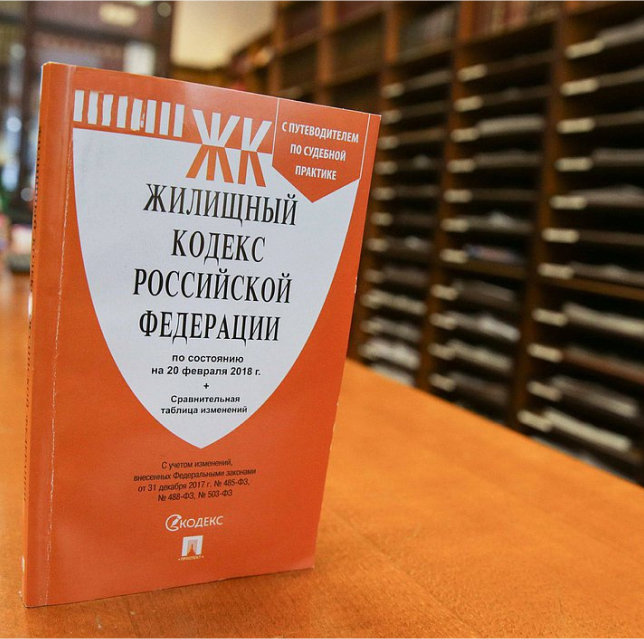 ЖК
С ПУТЕВОДИТЕЛЕМ
ПО СУДЕБНОЙ
ПРАКТИКЕ
ЖИЛИЩНЫЙ
КОДЕКС
РОССИЙСКОЙ
ФЕДЕРАЦИИ
по состоянию
на 20 февраля 2018 г.
+
Сравнительная
таблица изменений
С учетом изменений,
внесенных Федеральными законами
от 31 декабря 2017 г. № 485-ФЗ,
№ 488-ФЗ, № 503-ФЗ
КОДЕКС